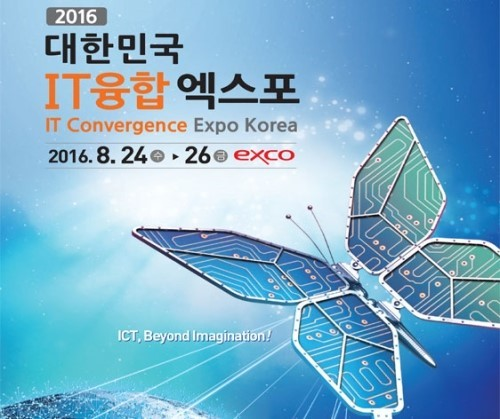 2016
대한민국
IT융합 엑스포
IT Convergence Expo Korea
2016. 8. 24 수 ▸ 26 금 exco
ICT, Beyond Imagination!